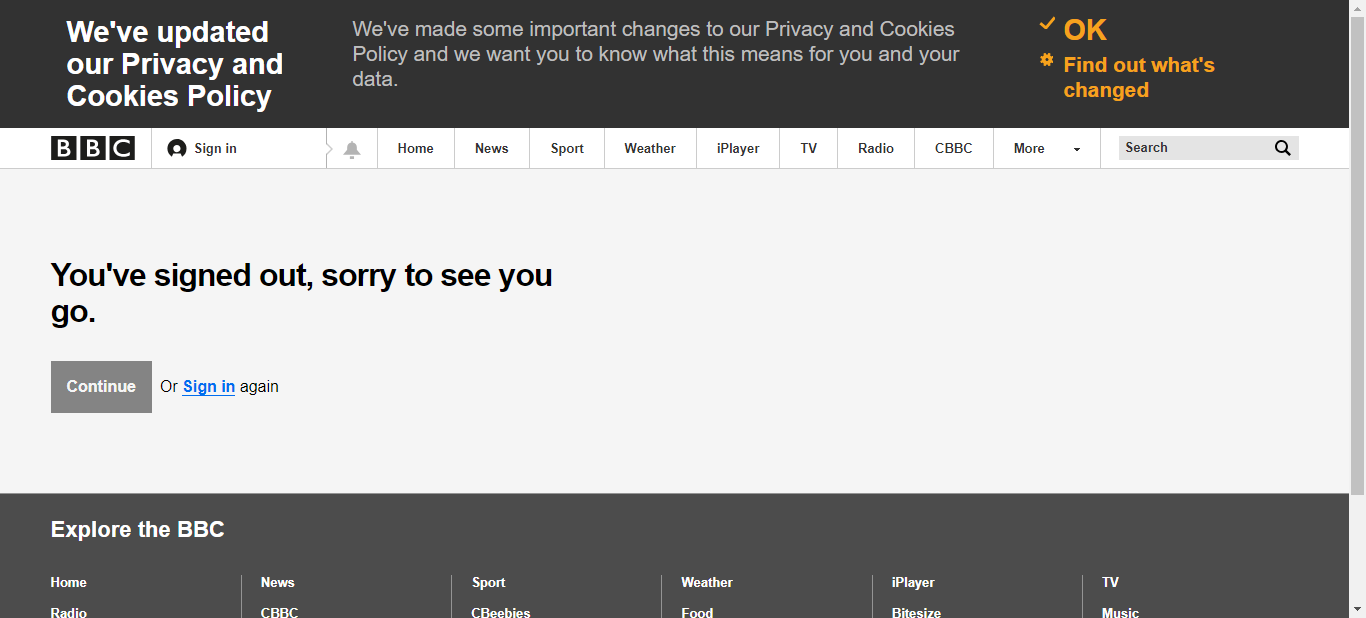 We've updated
our Privacy and
Cookies Policy
We've made some important changes to our Privacy and Cookies
Policy and we want you to know what this means for you and your
data.
OK
Find out what's
changed
BBC
Sign in
Home
News
Sport
Weather
iPlayer
TV
Radio
CBBC
More
Search
You've signed out, sorry to see you
go.
Continue
Or Sign in again
Explore the BBC
Home
News
Sport
Weather
iPlayer
TV
Radio
CBBC
CBeebies
Food
Bitesize
Music